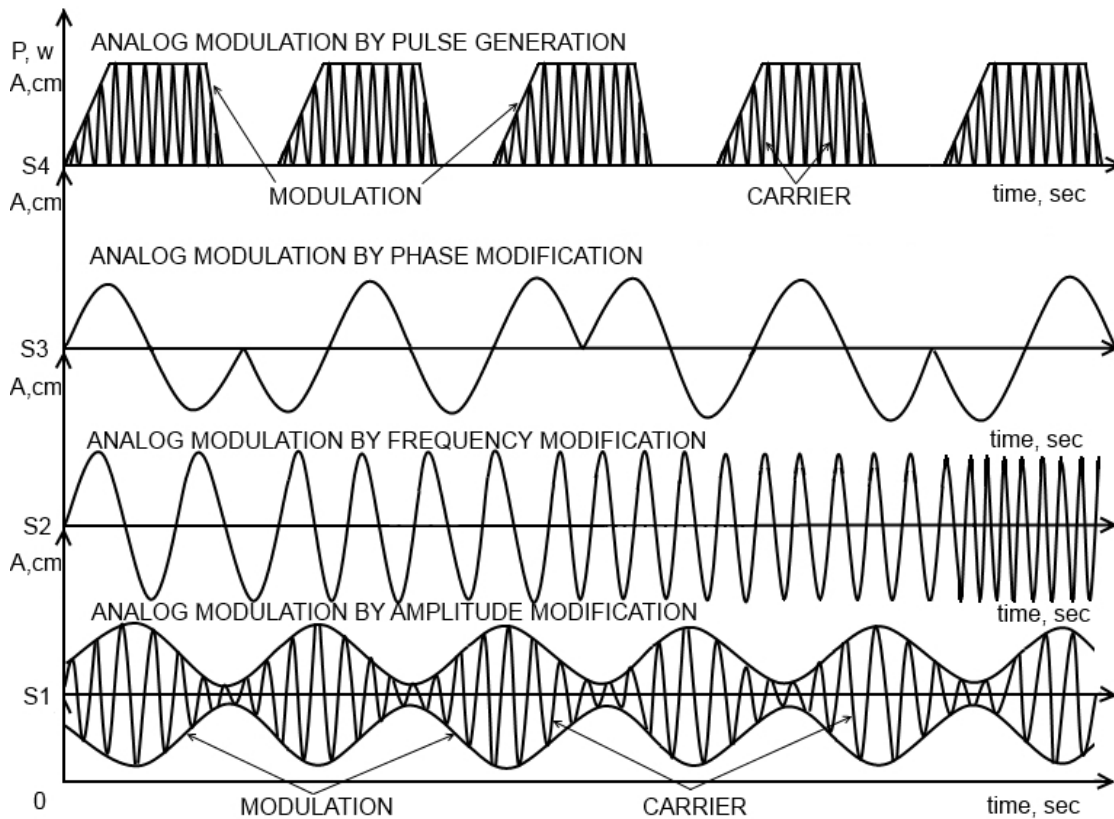 P, w
ANALOG MODULATION BY PULSE GENERATION
A,cm
S4
MODULATION
CARRIER
time, sec
A,cm
ANALOG MODULATION BY PHASE MODIFICATION
S3
A,cm
ANALOG MODULATION BY FREQUENCY MODIFICATION
time, sec
S2
A,cm
ANALOG MODULATION BY AMPLITUDE MODIFICATION
time, sec
S1
0
MODULATION
CARRIER
time, sec